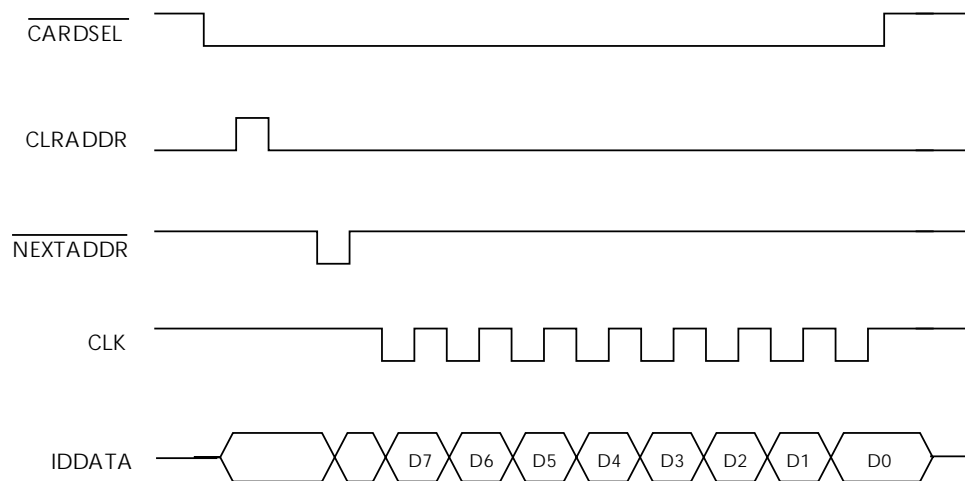 CARDSEL
CLRADDR
NEXTADDR
CLK
IDDATA D7 D6 D5 D4 D3 D2 D1 D0